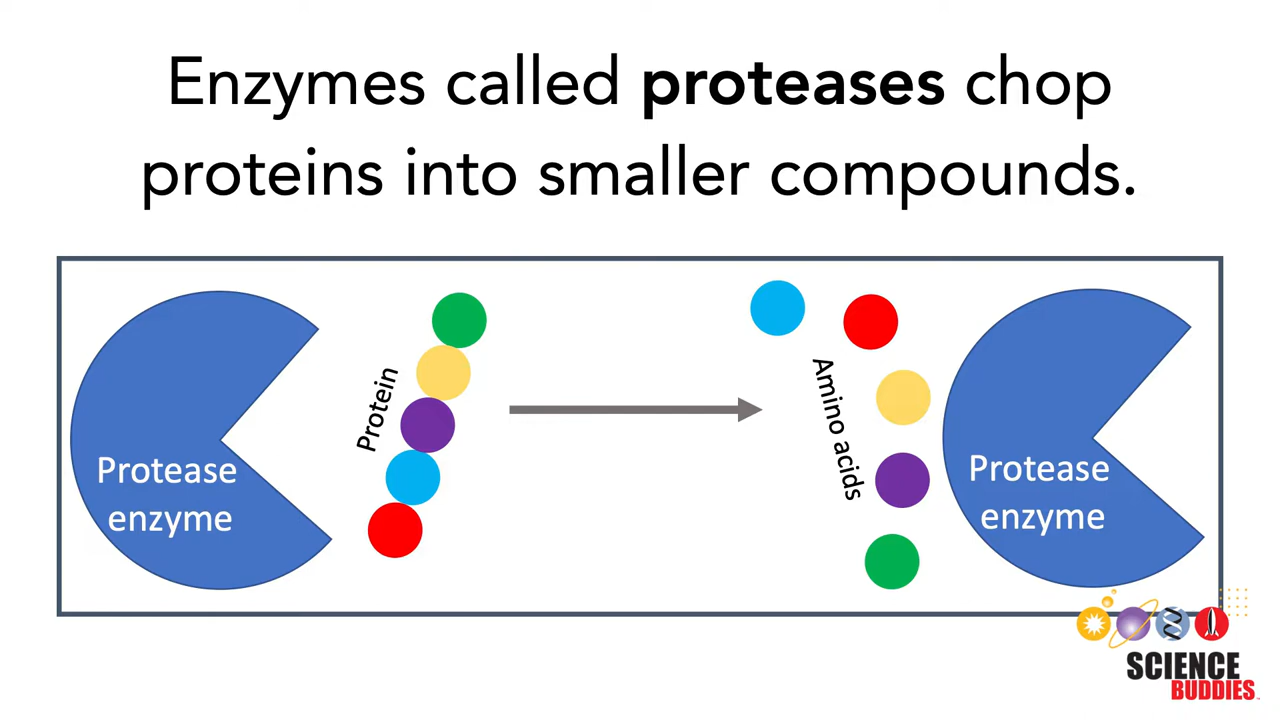 Enzymes called proteases chop
proteins into smaller compounds.
Protease
enzyme
Protein
Amino acids
Protease
enzyme
SCIENCE
BUDDIES